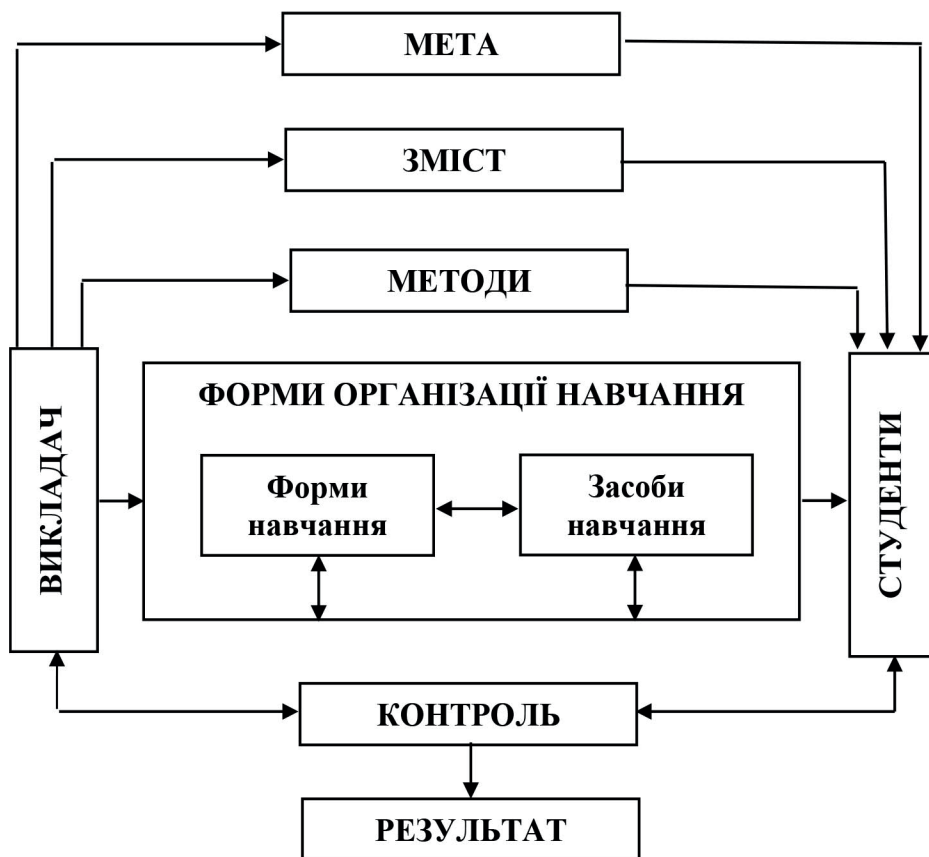 МЕТА
ЗМІСТ
МЕТОДИ
ВИКЛАДАЧ
ФОРМИ ОРГАНІЗАЦІЇ НАВЧАННЯ
Форми
навчання
Засоби
навчання
СТУДЕНТИ
КОНТРОЛЬ
РЕЗУЛЬТАТ